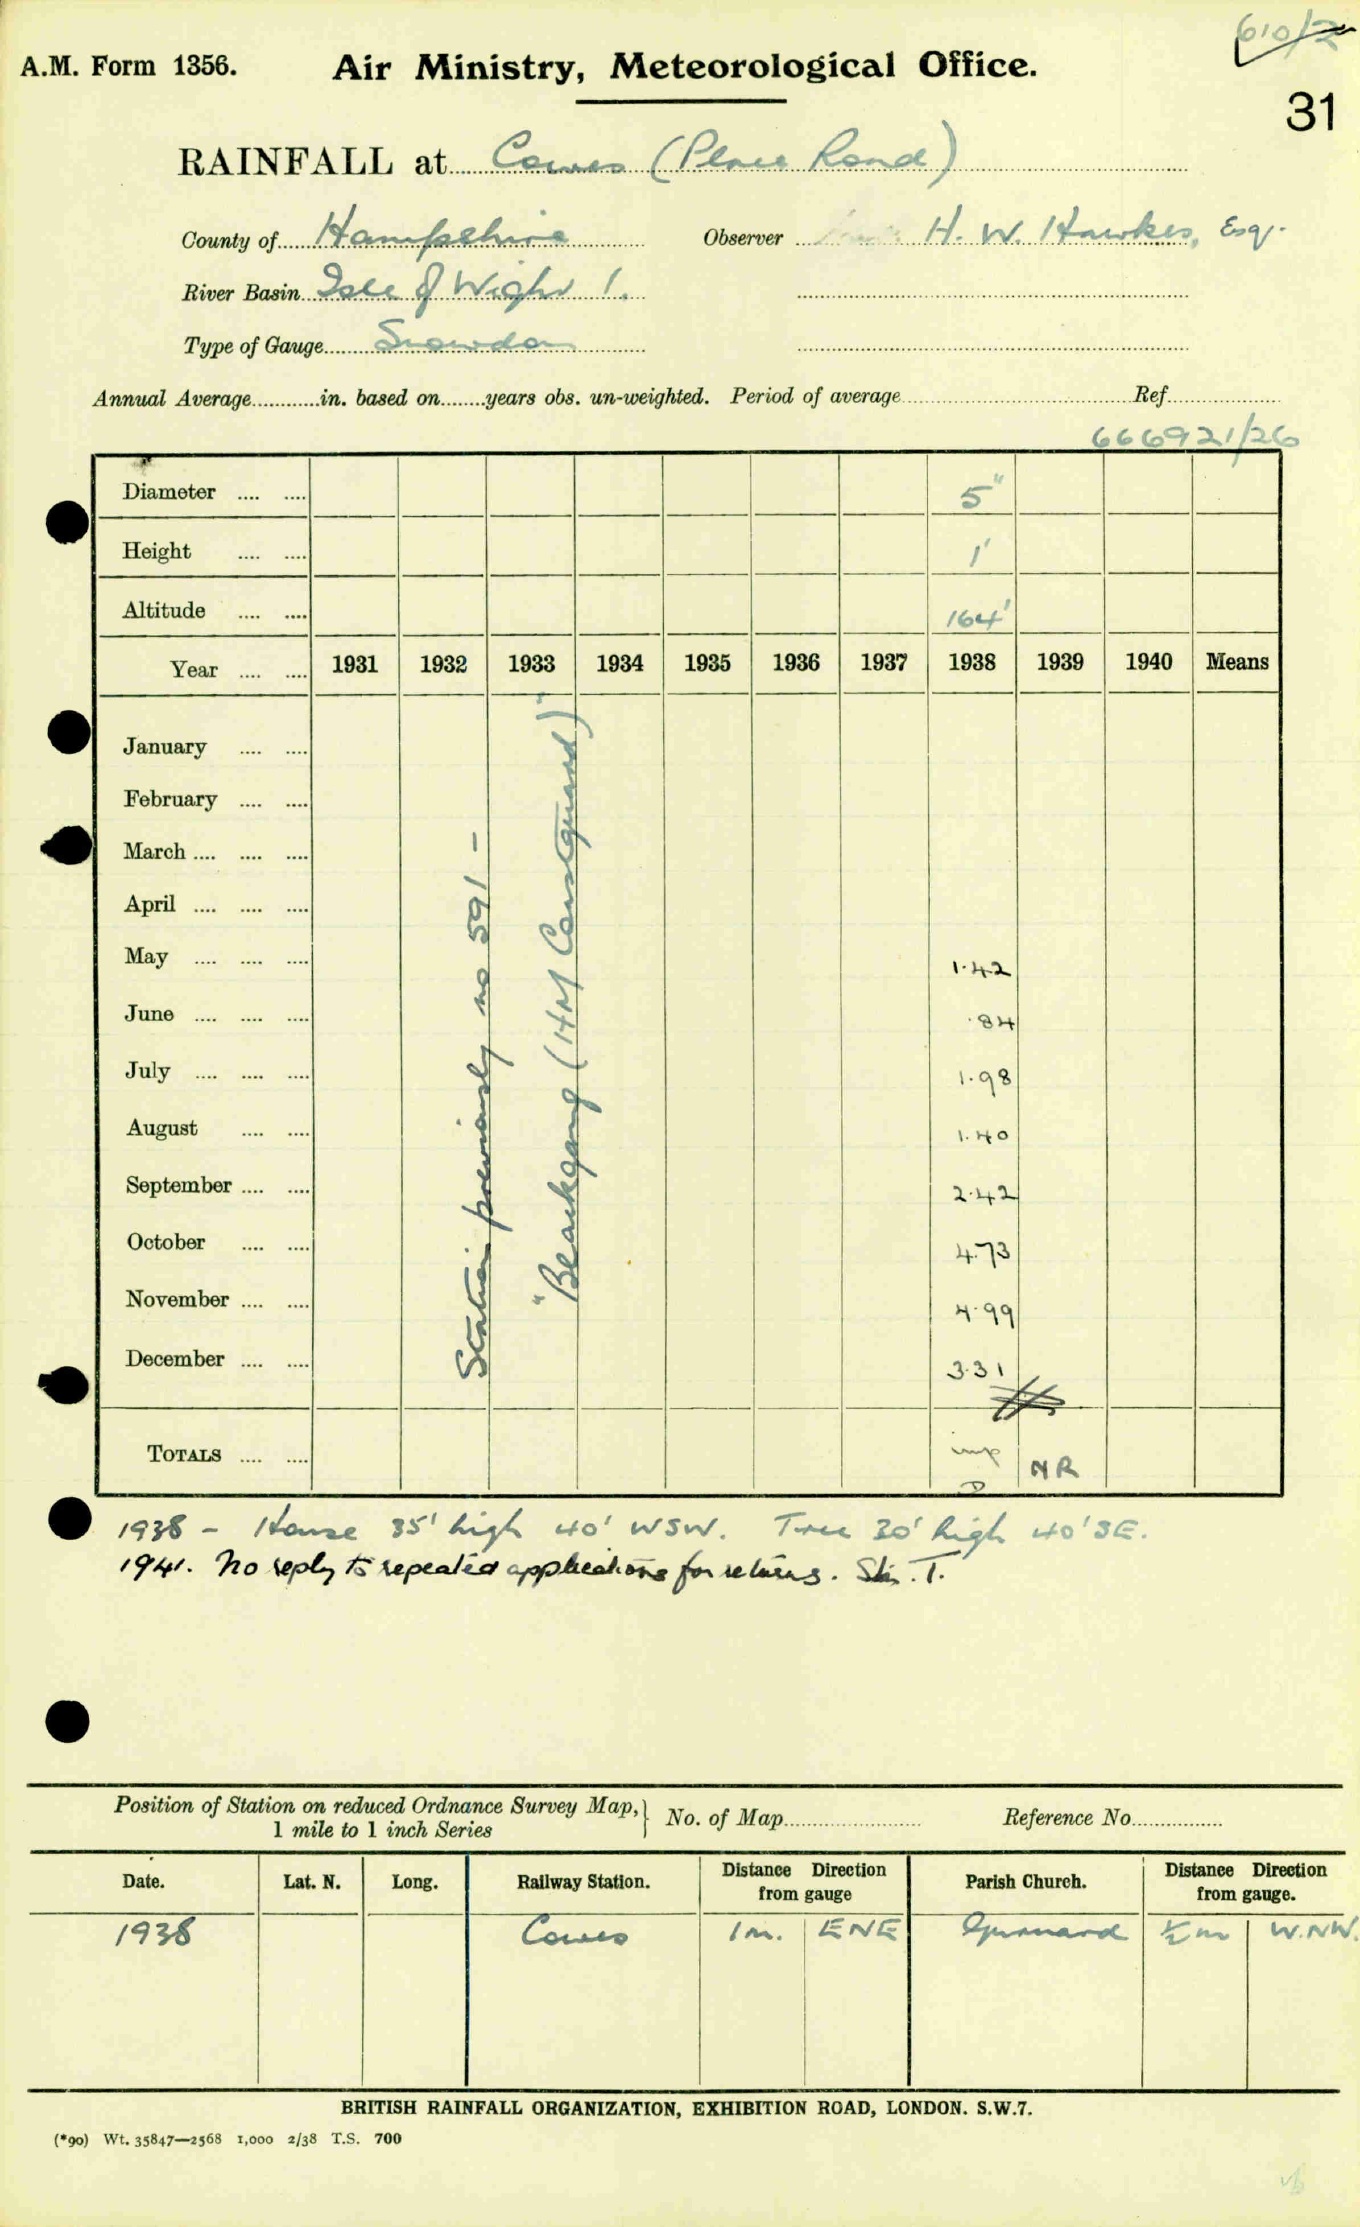 610/2
A.M. Form 1356. Air Ministry, Meteorological Office.
31
RAINFALL at Cowes (Place Road)
County of Hampshire Observer H. W. Hawkes, Esq.
River Basin Isle of Wight 1.
Type of Gauge Snowdon
Annual Average in. based on years obs. un-weighted. Period of average Ref
666921/26
Diameter 5"
Height 1'
Altitude 164'
Year 1931 1932 1933 1934 1935 1936 1937 1938 1939 1940 Means
January
February
March
April
May 1.42
June .84
July 1.98
August 1.40
September 2.42
October 4.73
November 4.99
December 3.31
TOTALS imp NR
Station previously no 591 -
"Blackgang (HM Coastguard)"
1938 - House 35' high 40' WSW. Tree 30' high 40' SE.
1941. No reply to repeated applications for returns. Stn. T.
Position of Station on reduced Ordnance Survey Map, No. of Map Reference No.
1 mile to 1 inch Series
Date. Lat. N. Long. Railway Station. Distance Direction from gauge Parish Church. Distance Direction from gauge.
1938 Cowes 1m. ENE Gurnard ½m W.NW.
BRITISH RAINFALL ORGANIZATION, EXHIBITION ROAD, LONDON. S.W.7.
(*90) Wt. 35847—2568 1,000 2/38 T.S. 700